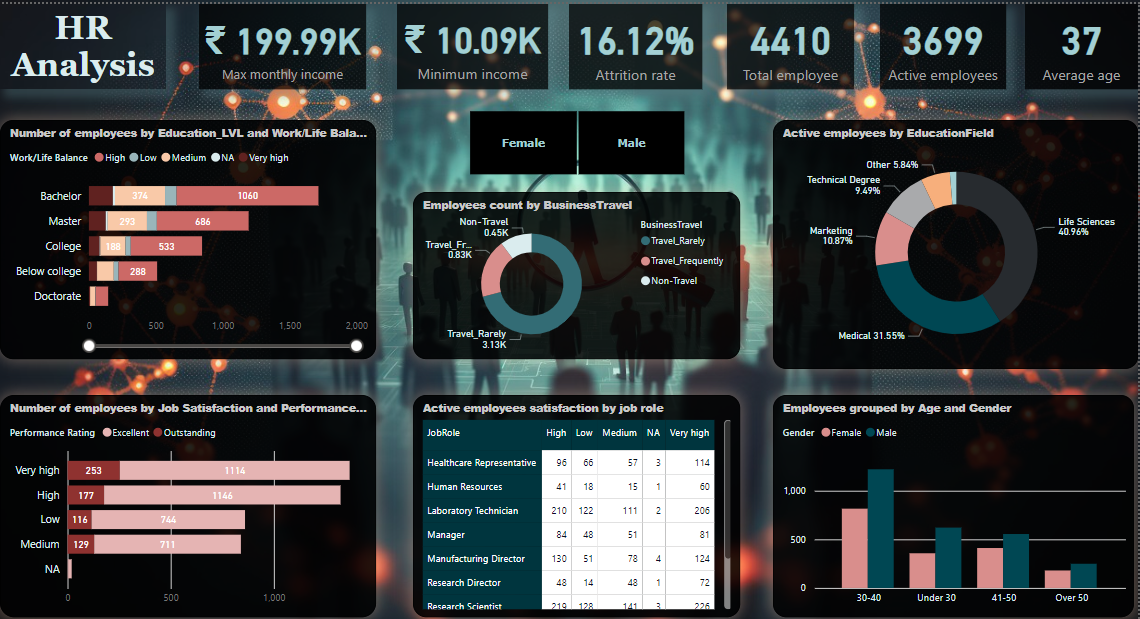 HR
Analysis
₹ 199.99K
Max monthly income
₹ 10.09K
Minimum income
16.12%
Attrition rate
4410
Total employee
3699
Active employees
37
Average age
Number of employees by Education_LVL and Work/Life Bala...
Work/Life Balance High Low Medium NA Very high
Bachelor 374 1060
Master 293 686
College 188 533
Below college 288
Doctorate
0 500 1,000 1,500 2,000
Female Male
Employees count by BusinessTravel
Non-Travel
0.45K
Travel_Fr...
0.83K
Travel_Rarely
3.13K
BusinessTravel
Travel_Rarely
Travel_Frequently
Non-Travel
Active employees by EducationField
Other 5.84%
Technical Degree
9.49%
Marketing
10.87%
Medical 31.55%
Life Sciences
40.96%
Number of employees by Job Satisfaction and Performance...
Performance Rating Excellent Outstanding
Very high 253 1114
High 177 1146
Low 116 744
Medium 129 711
NA
0 500 1,000
Active employees satisfaction by job role
JobRole High Low Medium NA Very high
Healthcare Representative 96 66 57 3 114
Human Resources 41 18 15 1 60
Laboratory Technician 210 122 111 2 206
Manager 84 48 51 81
Manufacturing Director 130 51 78 4 124
Research Director 48 14 48 1 72
Research Scientist 219 128 141 3 226
Employees grouped by Age and Gender
Gender Female Male
1,000
500
0
30-40 Under 30 41-50 Over 50